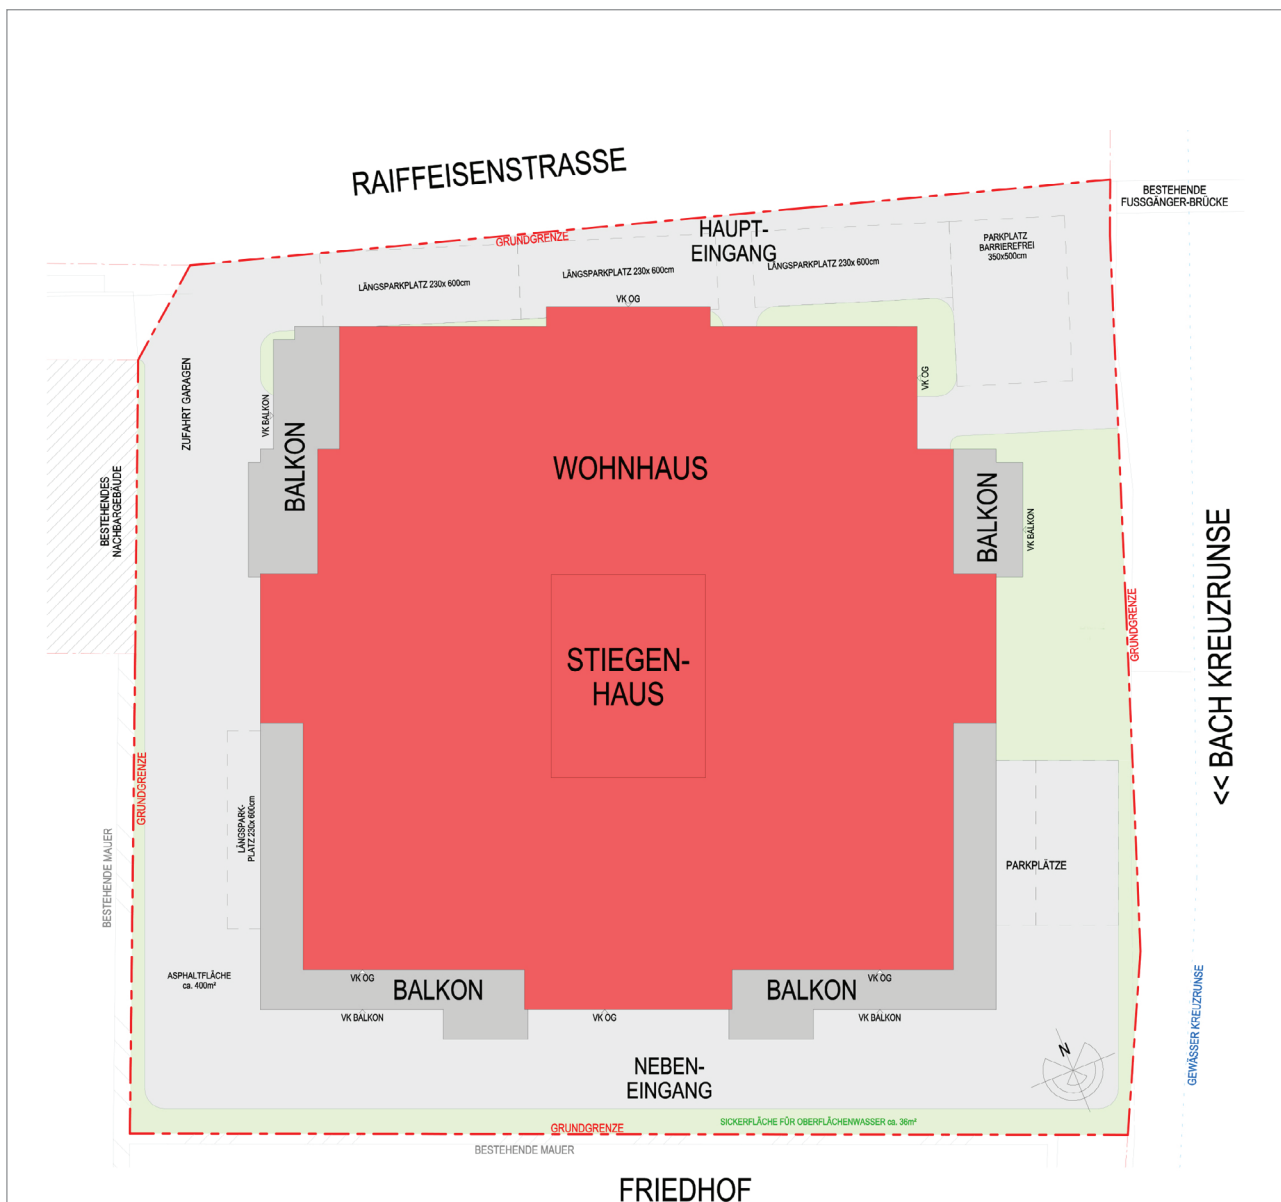 RAIFFEISENSTRASSE
BESTEHENDE
FUSSGÄNGER-BRÜCKE
GRUNDGRENZE
HAUPT-
EINGANG
PARKPLATZ
BARRIEREFREI
350x500cm
LÄNGSPARKPLATZ 230x 600cm
LÄNGSPARKPLATZ 230x 600cm
LÄNGSPARKPLATZ 230x 600cm
VK OG
ZUFAHRT GARAGEN
VK BALKON
BALKON
VK OG
WOHNHAUS
BESTEHENDES
NACHBARGEBÄUDE
BALKON
VK BALKON
GRUNDGRENZE
<< BACH KREUZRUNSE
STIEGEN-
HAUS
GRUNDGRENZE
LÄNGSPARK-
PLATZ 230x 600cm
BESTEHENDE MAUER
PARKPLÄTZE
ASPHALTFLÄCHE
ca. 400m²
VK OG
BALKON
BALKON
VK OG
VK BALKON
VK OG
VK BALKON
GEWÄSSER KREUZRUNSE
NEBEN-
EINGANG
N
SICKERFLÄCHE FÜR OBERFLÄCHENWASSER ca. 36m²
GRUNDGRENZE
BESTEHENDE MAUER
FRIEDHOF